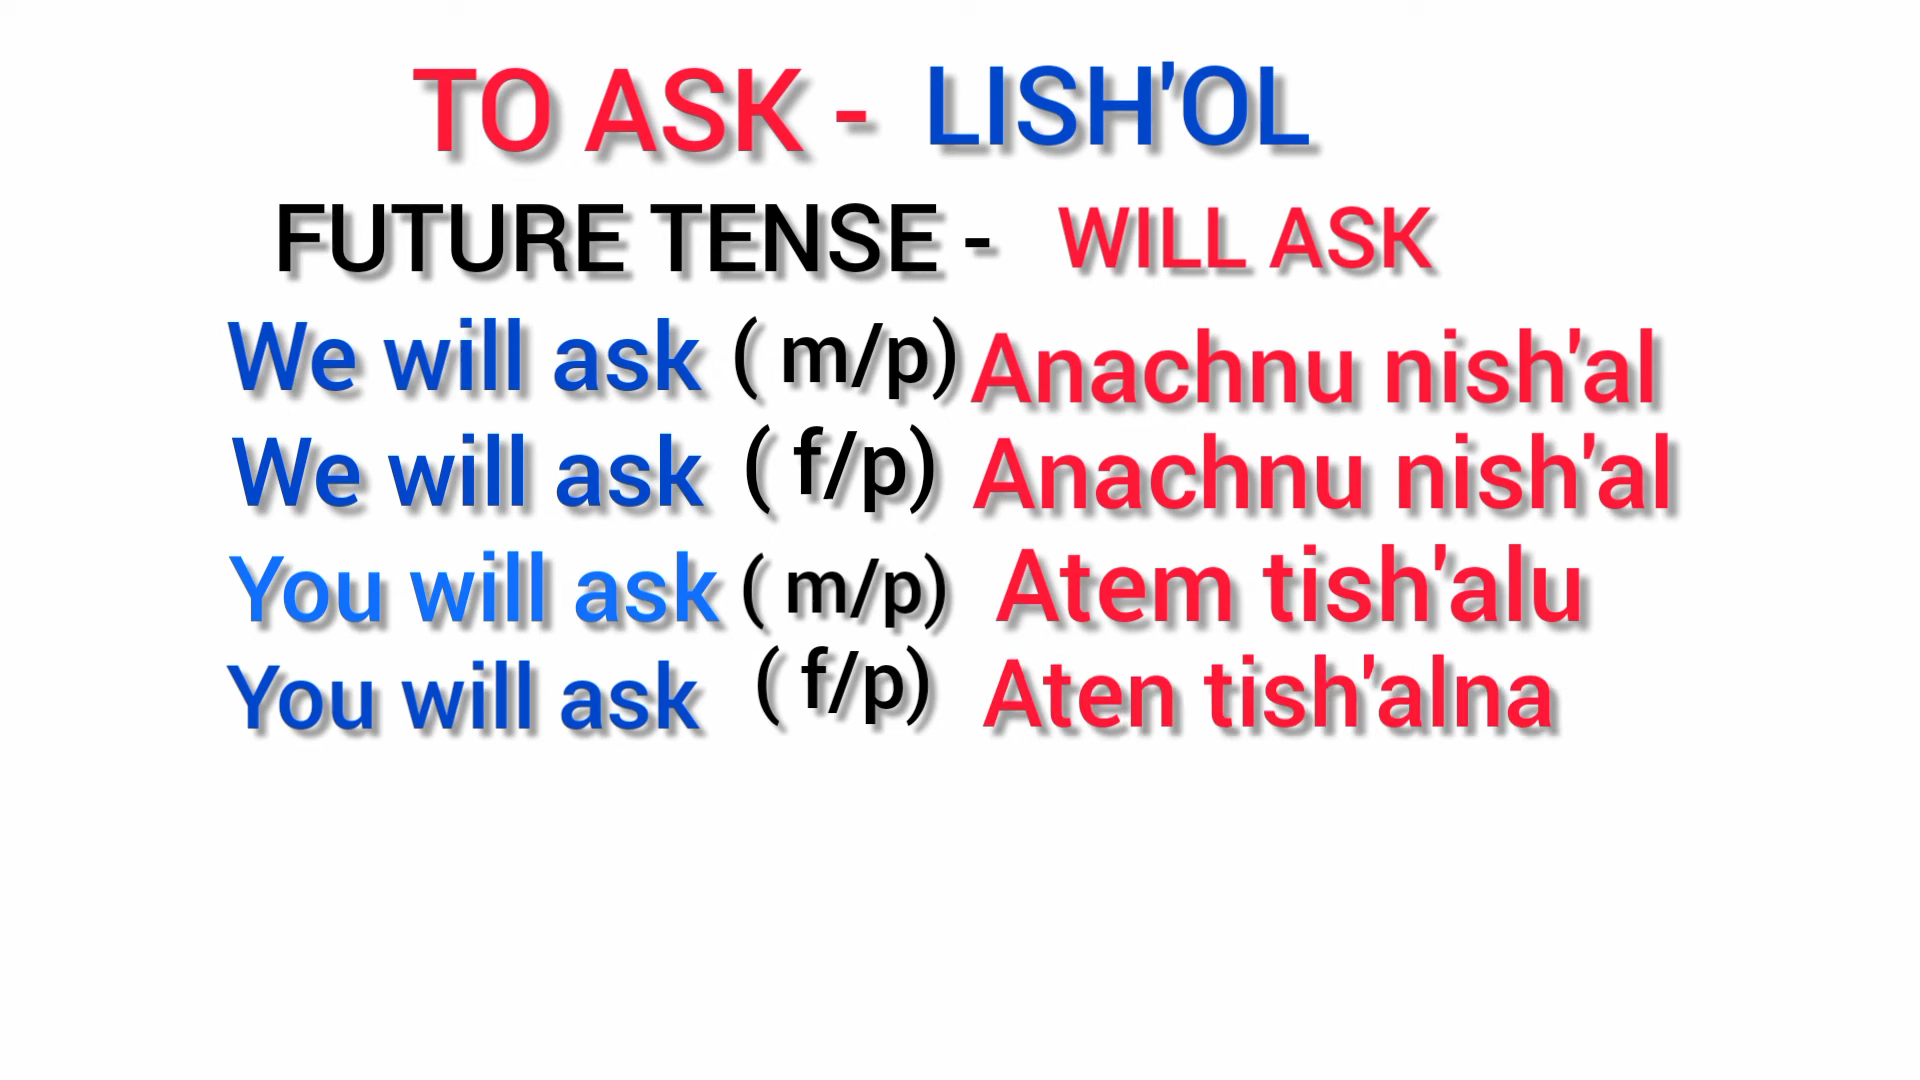 TO ASK - LISH'OL
FUTURE TENSE - WILL ASK
We will ask ( m/p) Anachnu nish'al
We will ask ( f/p) Anachnu nish'al
You will ask ( m/p) Atem tish'alu
You will ask ( f/p) Aten tish'alna